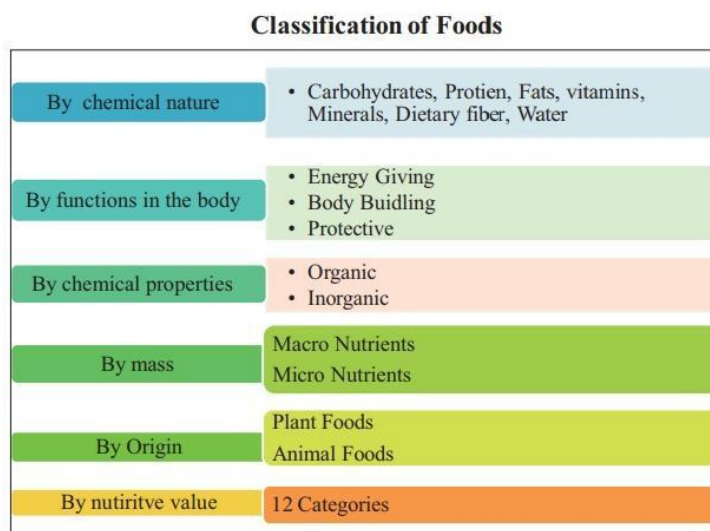 Classification of Foods
By chemical nature
• Carbohydrates, Protien, Fats, vitamins,
Minerals, Dietary fiber, Water
By functions in the body
• Energy Giving
• Body Buidling
• Protective
By chemical properties
• Organic
• Inorganic
By mass
Macro Nutrients
Micro Nutrients
By Origin
Plant Foods
Animal Foods
By nutiritve value
12 Categories